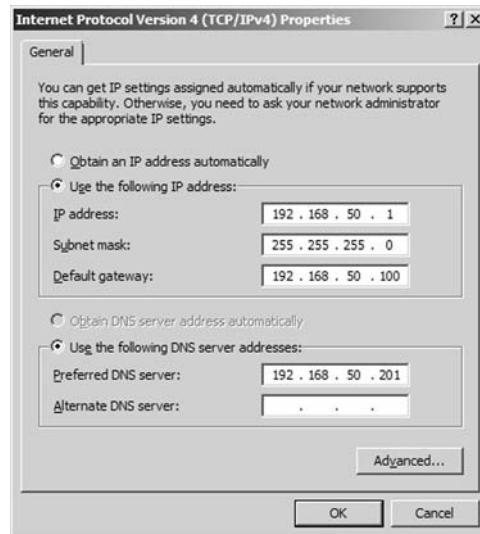 Internet Protocol Version 4 (TCP/IPv4) Properties ? X
General
You can get IP settings assigned automatically if your network supports
this capability. Otherwise, you need to ask your network administrator
for the appropriate IP settings.
Obtain an IP address automatically
Use the following IP address:
IP address: 192 . 168 . 50 . 1
Subnet mask: 255 . 255 . 255 . 0
Default gateway: 192 . 168 . 50 . 100
Obtain DNS server address automatically
Use the following DNS server addresses:
Preferred DNS server: 192 . 168 . 50 . 201
Alternate DNS server: . . .
Advanced...
OK Cancel